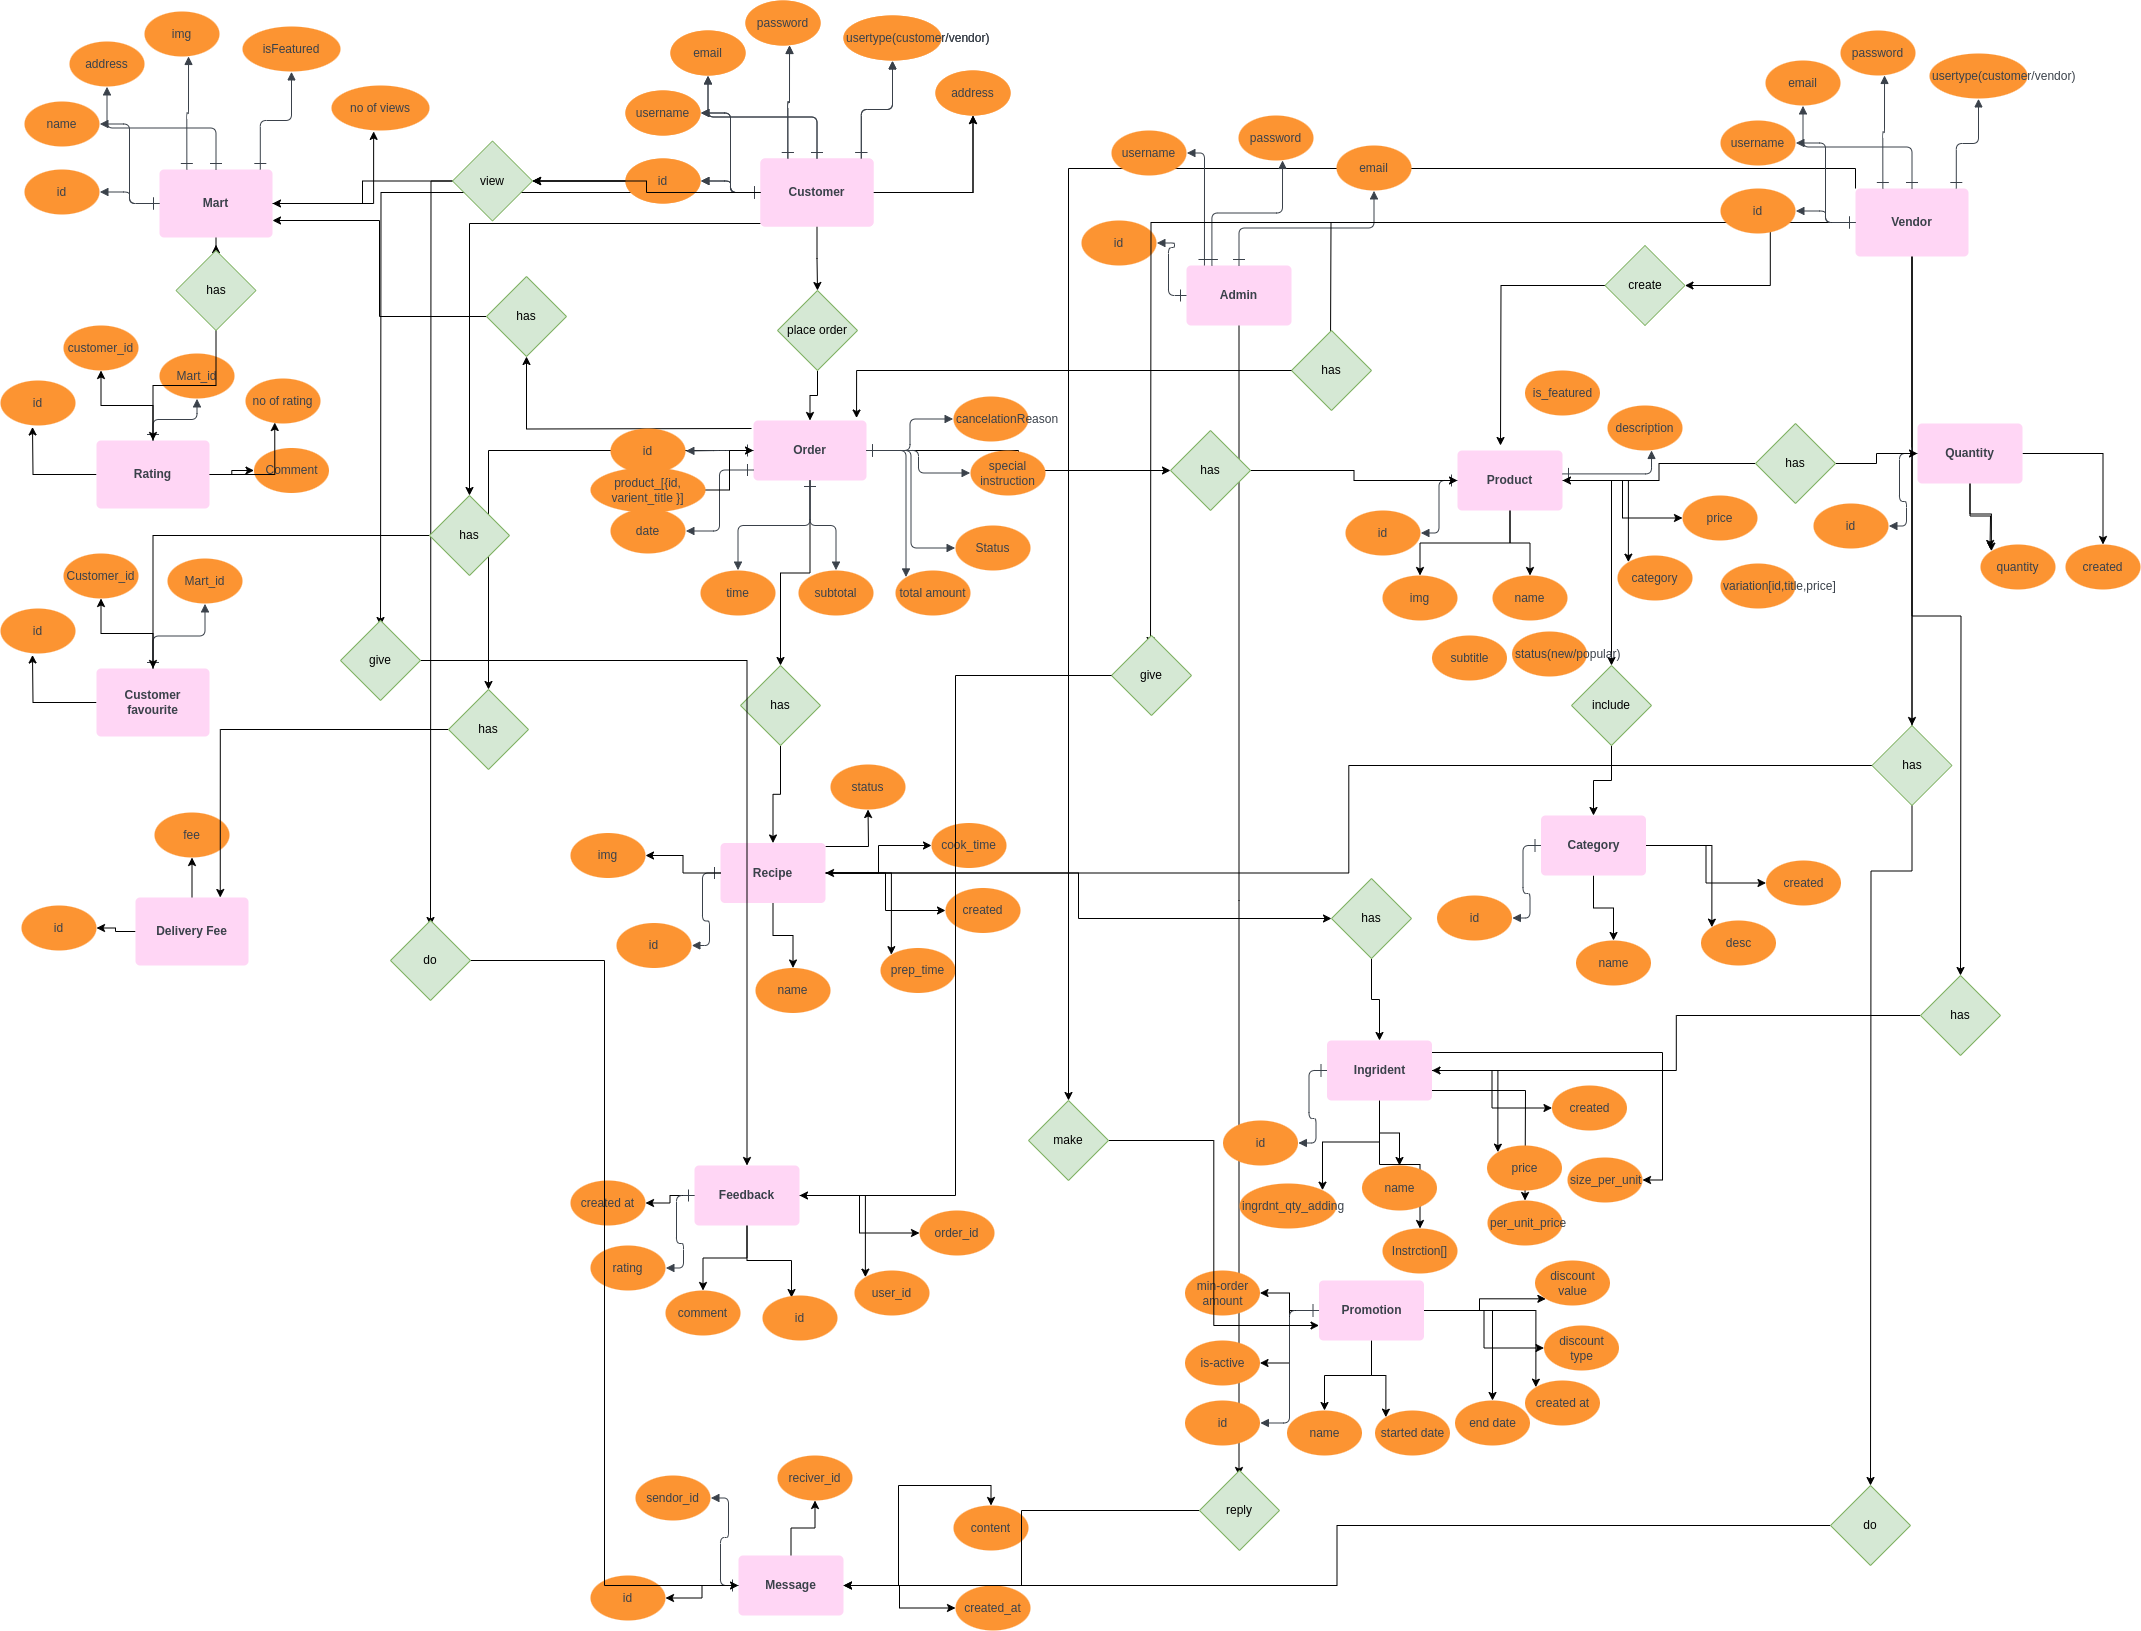 password
img
usertype(customer/vendor)
isFeatured
email
password
address
usertype(customer/vendor)
email
address
no of views
username
name
password
username
username
email
view
id
id
Customer
Mart
id
Vendor
id
create
has
Admin
has
place order
customer_id
has
Mart_id
is_featured
id
no of rating
cancelationReason
description
id
Order
Quantity
Rating
Comment
special
instruction
has
Product
has
product_[{id,
varient_title }]
date
has
id
price
id
Status
Customer_id
Mart_id
time
subtotal
total amount
img
name
category
variation[id,title,price]
quantity
created
id
give
subtitle
status(new/popular)
Customer
favourite
has
has
give
include
has
status
fee
img
Recipe
cook_time
Category
created
id
Delivery Fee
id
created
has
id
desc
do
name
prep_time
name
has
Ingrident
created
make
id
name
price
size_per_unit
created at
Feedback
ingrdnt_qty_adding
per_unit_price
order_id
Instrction[]
rating
comment
id
user_id
min-order
amount
Promotion
discount
value
is-active
discount
type
id
name
started date
end date
created at
sendor_id
reciver_id
content
reply
do
id
Message
created_at